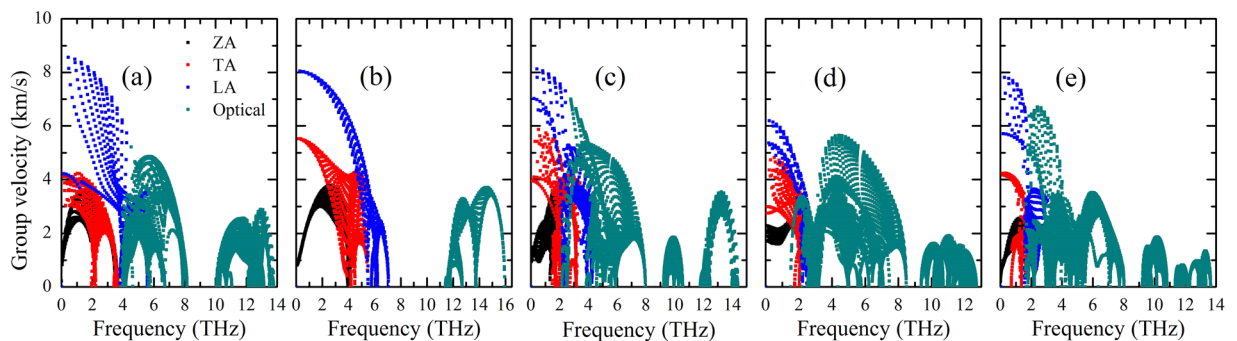 10
8
6
4
2
0
Group velocity (km/s)
(a)
ZA
TA
LA
Optical
(b)
(c)
(d)
(e)
0 2 4 6 8 10 12 14
0 2 4 6 8 10 12 14 16
0 2 4 6 8 10 12 14
0 2 4 6 8 10 12
0 2 4 6 8 10 12 14
Frequency (THz)
Frequency (THz)
Frequency (THz)
Frequency (THz)
Frequency (THz)